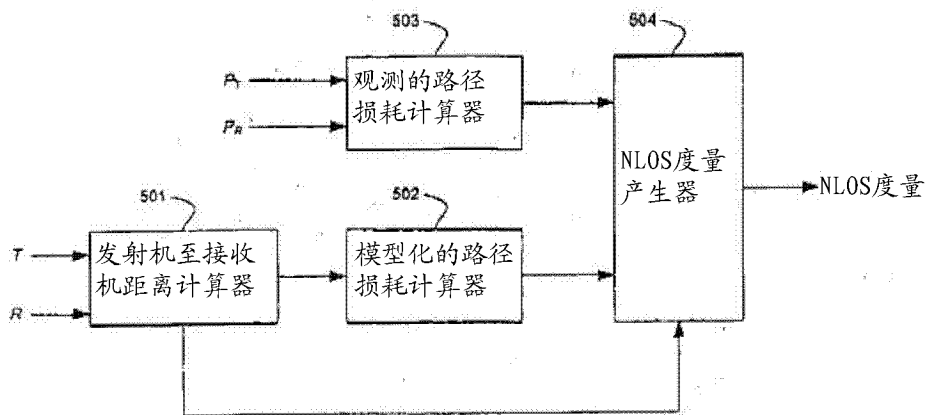 503
504
P_T
观测的路径
损耗计算器
P_R
NLOS度量
产生器
NLOS度量
501
502
T
发射机至接收
机距离计算器
模型化的路径
损耗计算器
R